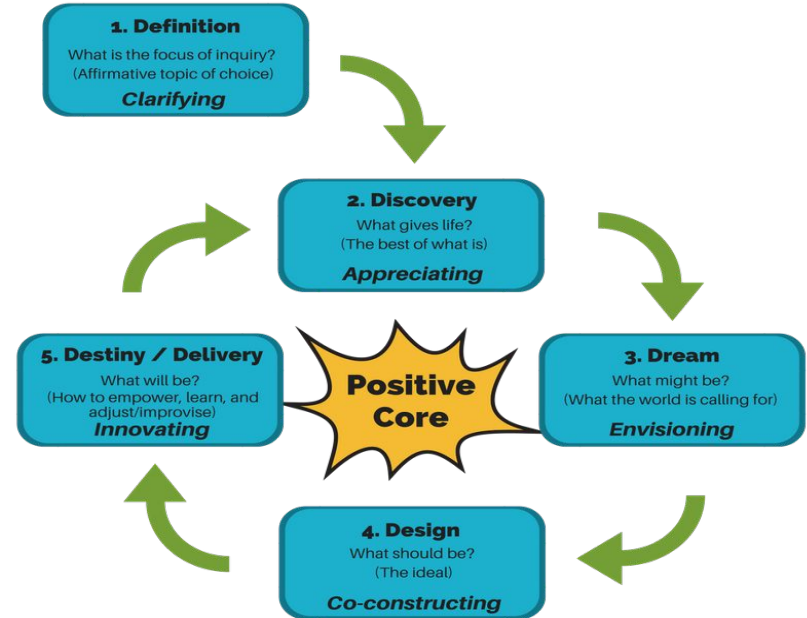 1. Definition
What is the focus of inquiry?
(Affirmative topic of choice)
Clarifying
2. Discovery
What gives life?
(The best of what is)
Appreciating
3. Dream
What might be?
(What the world is calling for)
Envisioning
4. Design
What should be?
(The ideal)
Co-constructing
5. Destiny / Delivery
What will be?
(How to empower, learn, and
adjust/improvise)
Innovating
Positive
Core